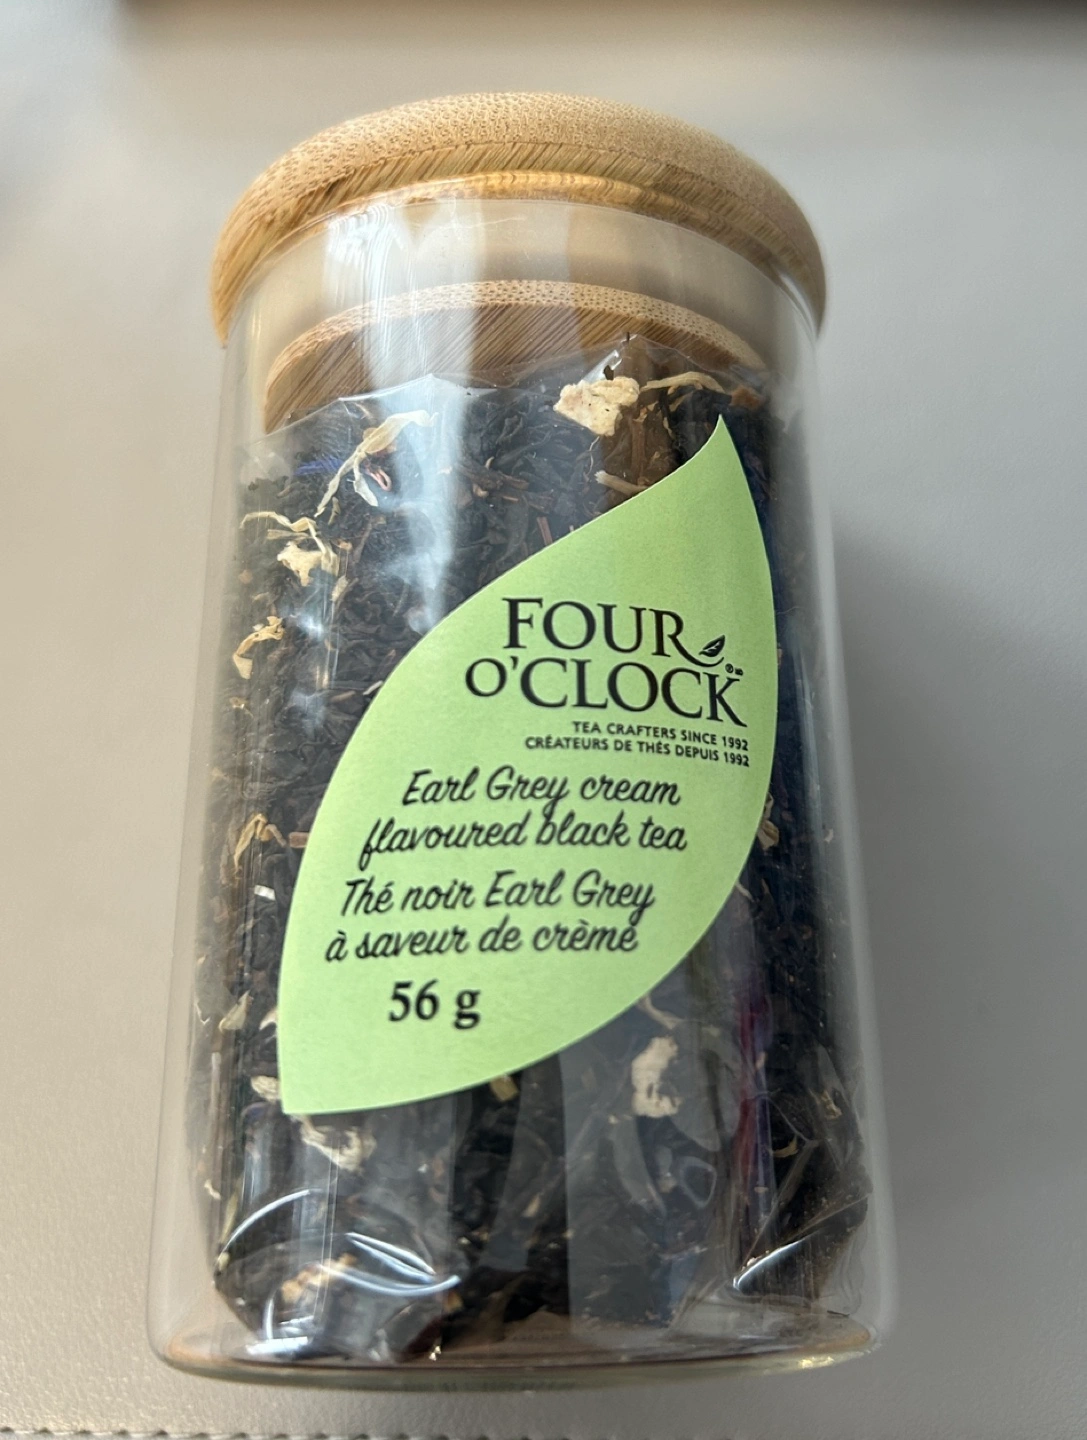 FOUR
O'CLOCK
TEA CRAFTERS SINCE 1992
CRÉATEURS DE THÉS DEPUIS 1992
Earl Grey cream
flavoured black tea
Thé noir Earl Grey
à saveur de crème
56 g